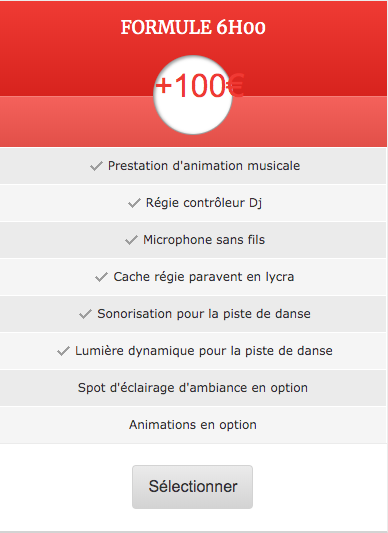 FORMULE 6H00
+100€
Prestation d'animation musicale
Régie contrôleur Dj
Microphone sans fils
Cache régie paravent en lycra
Sonorisation pour la piste de danse
Lumière dynamique pour la piste de danse
Spot d'éclairage d'ambiance en option
Animations en option
Sélectionner